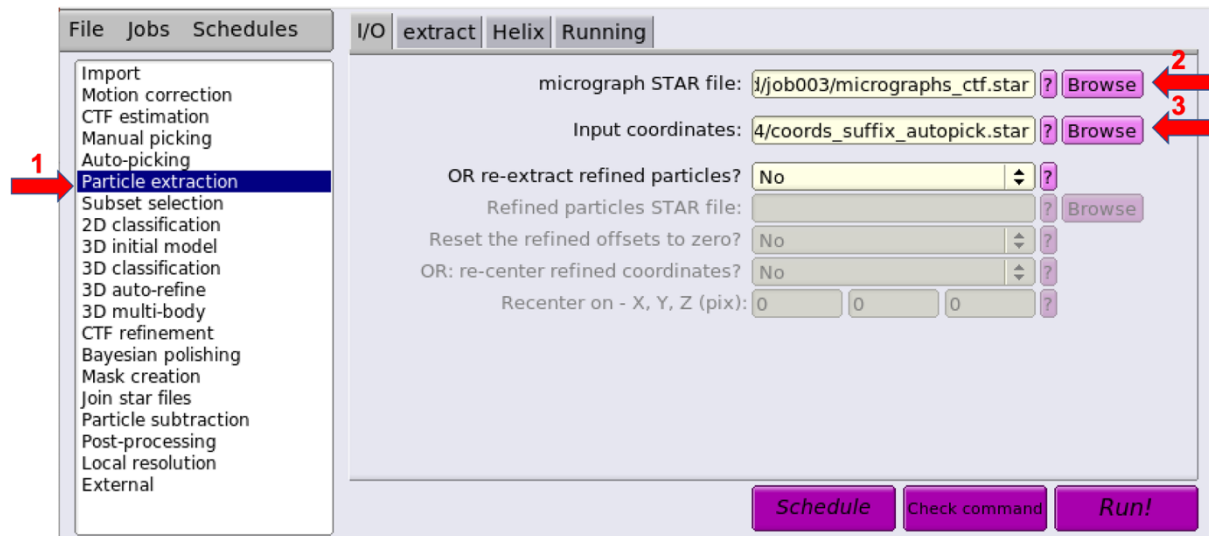 File Jobs Schedules
I/O extract Helix Running
Import
Motion correction
CTF estimation
Manual picking
Auto-picking
1
Particle extraction
Subset selection
2D classification
3D initial model
3D classification
3D auto-refine
3D multi-body
CTF refinement
Bayesian polishing
Mask creation
Join star files
Particle subtraction
Post-processing
Local resolution
External
micrograph STAR file: /job003/micrographs_ctf.star ? Browse 2
Input coordinates: 4/coords_suffix_autopick.star ? Browse 3
OR re-extract refined particles? No ?
Refined particles STAR file: ? Browse
Reset the refined offsets to zero? No ?
OR: re-center refined coordinates? No ?
Recenter on - X, Y, Z (pix): 0 0 0 ?
Schedule Check command Run!